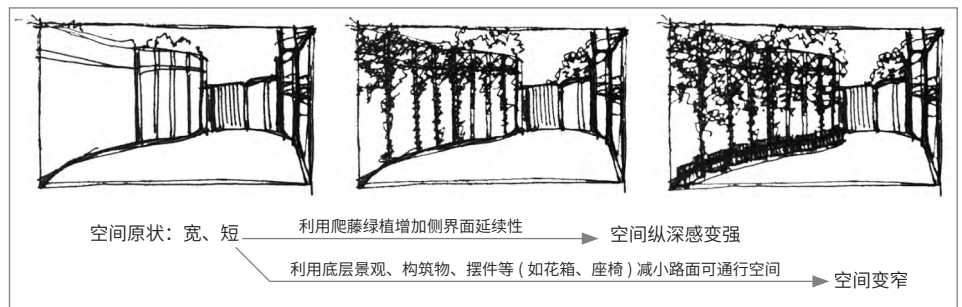 空间原状：宽、短
利用爬藤绿植增加侧界面延续性
空间纵深感变强
利用底层景观、构筑物、摆件等 ( 如花箱、座椅 ) 减小路面可通行空间
空间变窄